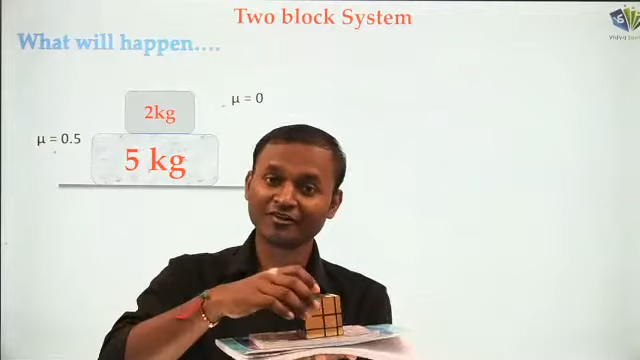 Two block System
What will happen....
2kg
μ = 0
μ = 0.5
5 kg